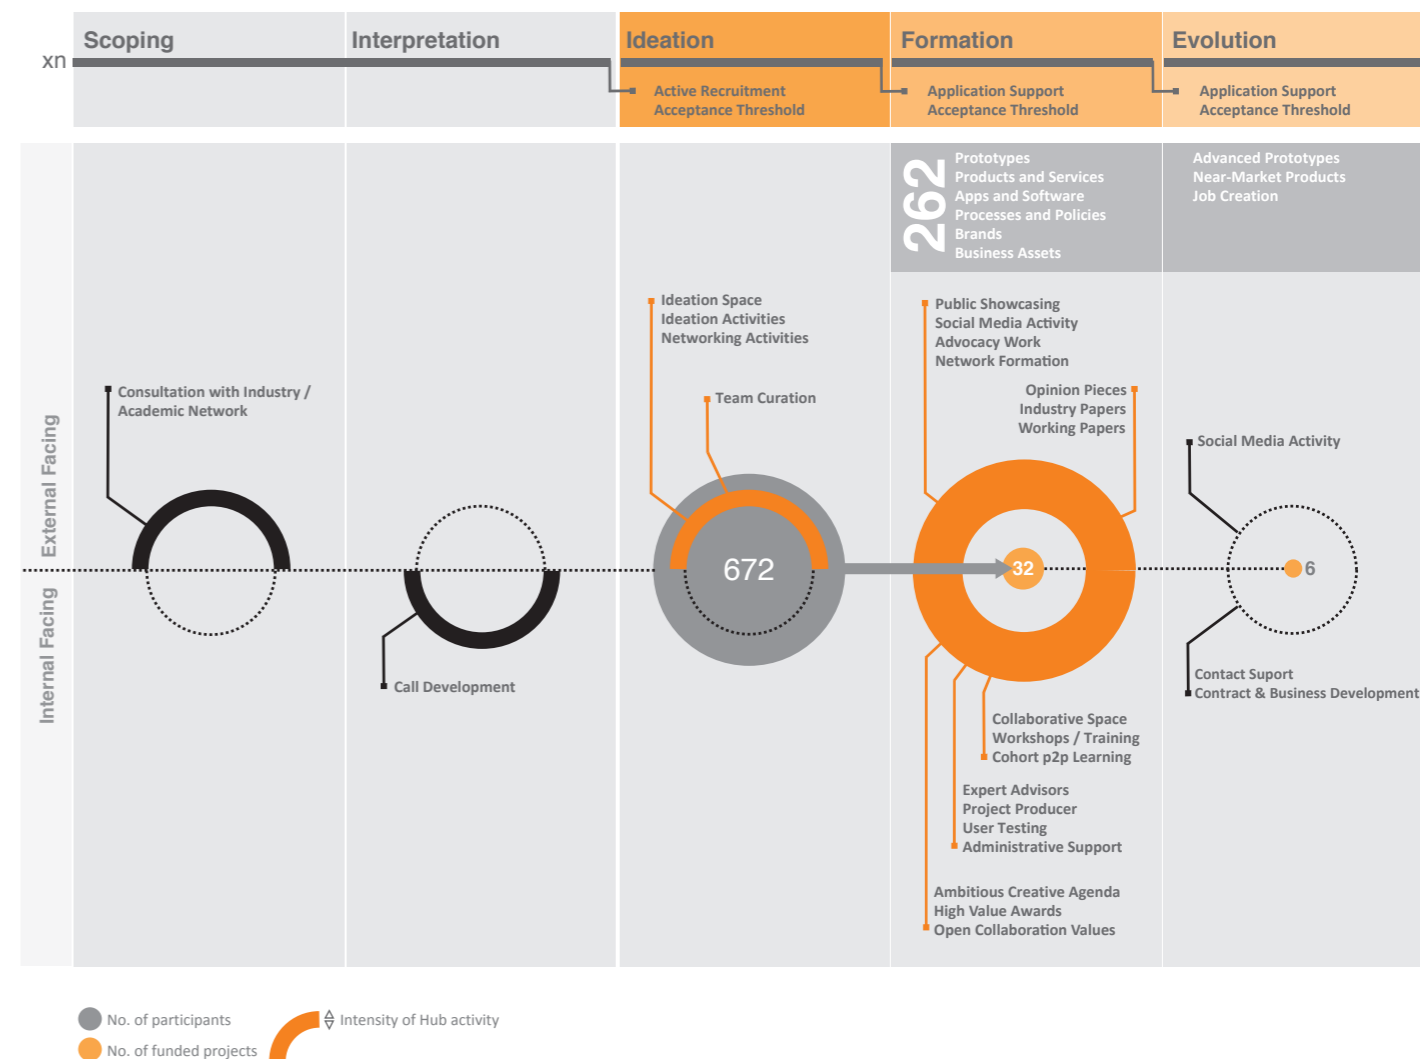 xn
Scoping
Interpretation
Ideation
Formation
Evolution
Active Recruitment
Acceptance Threshold
Application Support
Acceptance Threshold
Application Support
Acceptance Threshold
262
Prototypes
Products and Services
Apps and Software
Processes and Policies
Brands
Business Assets
Advanced Prototypes
Near-Market Products
Job Creation
External Facing
Internal Facing
Consultation with Industry /
Academic Network
Call Development
Ideation Space
Ideation Activities
Networking Activities
Team Curation
672
Public Showcasing
Social Media Activity
Advocacy Work
Network Formation
Opinion Pieces
Industry Papers
Working Papers
32
Collaborative Space
Workshops / Training
Cohort p2p Learning
Expert Advisors
Project Producer
User Testing
Administrative Support
Ambitious Creative Agenda
High Value Awards
Open Collaboration Values
Social Media Activity
6
Contact Suport
Contract & Business Development
No. of participants
No. of funded projects
Intensity of Hub activity